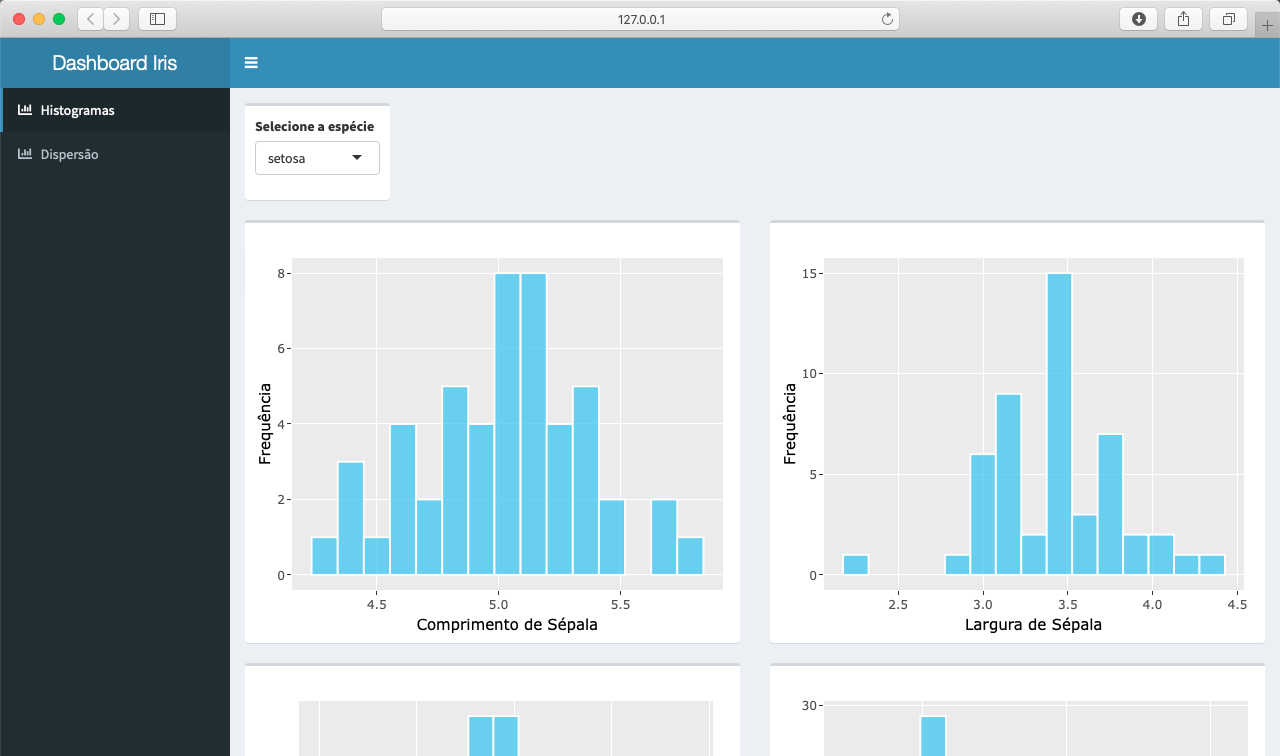 127.0.0.1
Dashboard Iris
Histogramas
Dispersão
Selecione a espécie
setosa
8
6
4
2
0
Frequência
4.5 5.0 5.5
Comprimento de Sépala
15
10
5
0
Frequência
2.5 3.0 3.5 4.0 4.5
Largura de Sépala
30